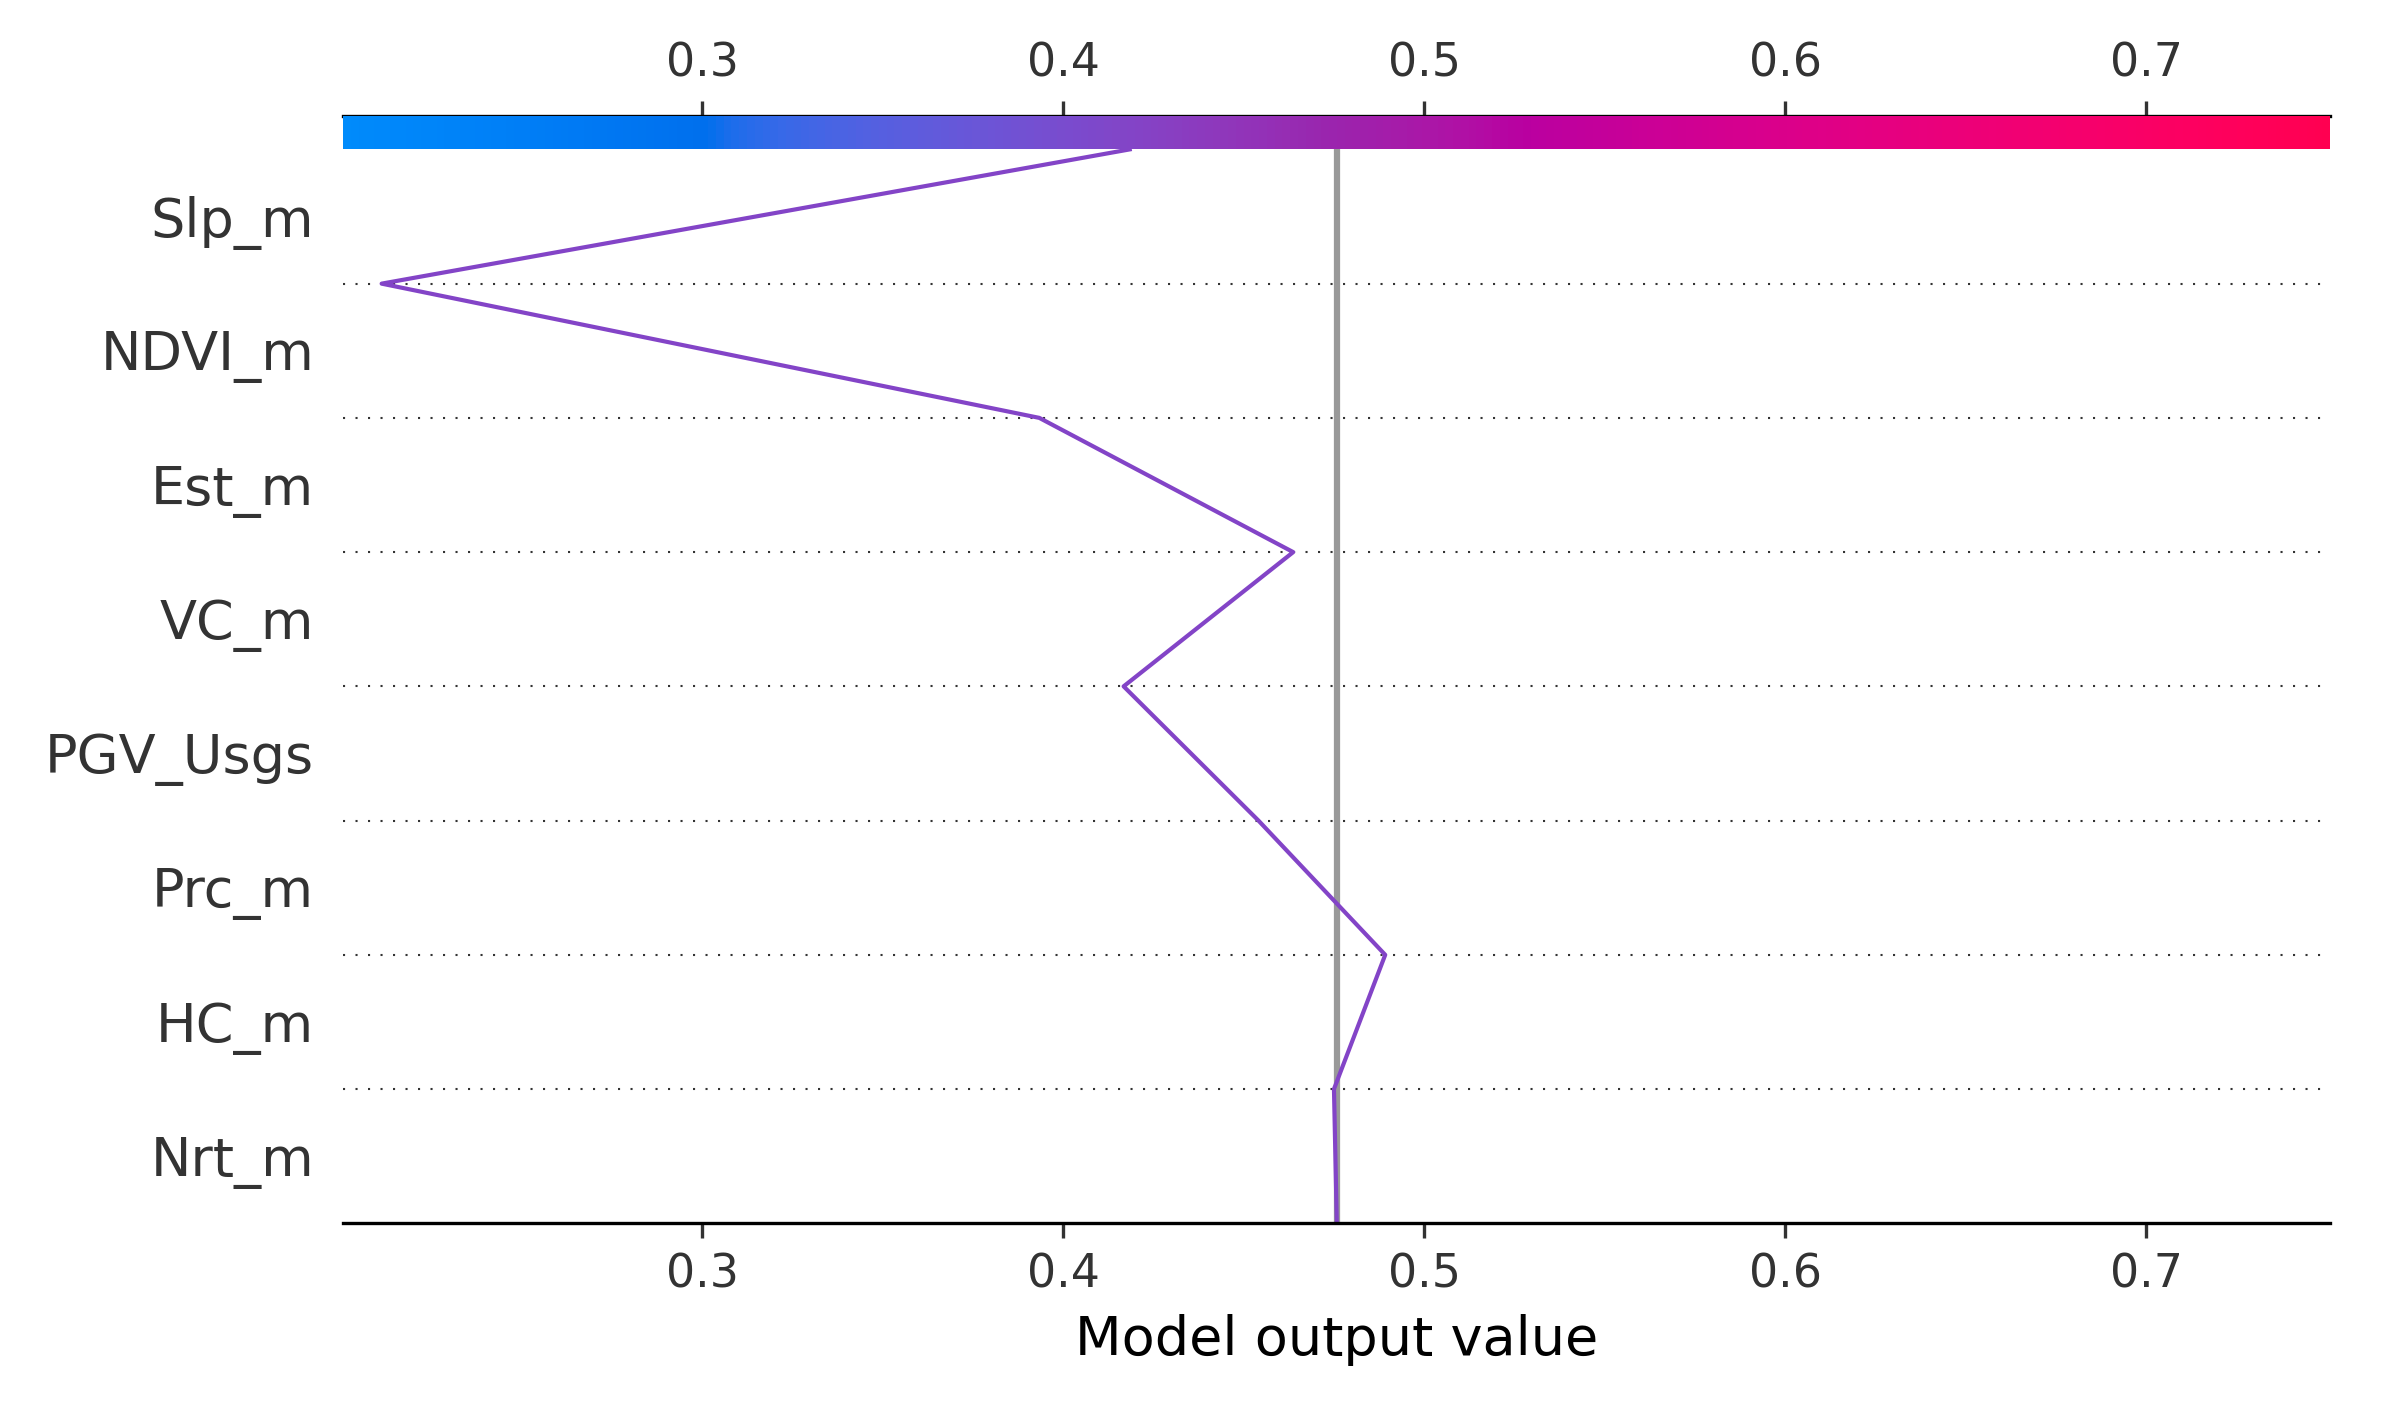 0.3 0.4 0.5 0.6 0.7
Slp_m
NDVI_m
Est_m
VC_m
PGV_Usgs
Prc_m
HC_m
Nrt_m
0.3 0.4 0.5 0.6 0.7
Model output value